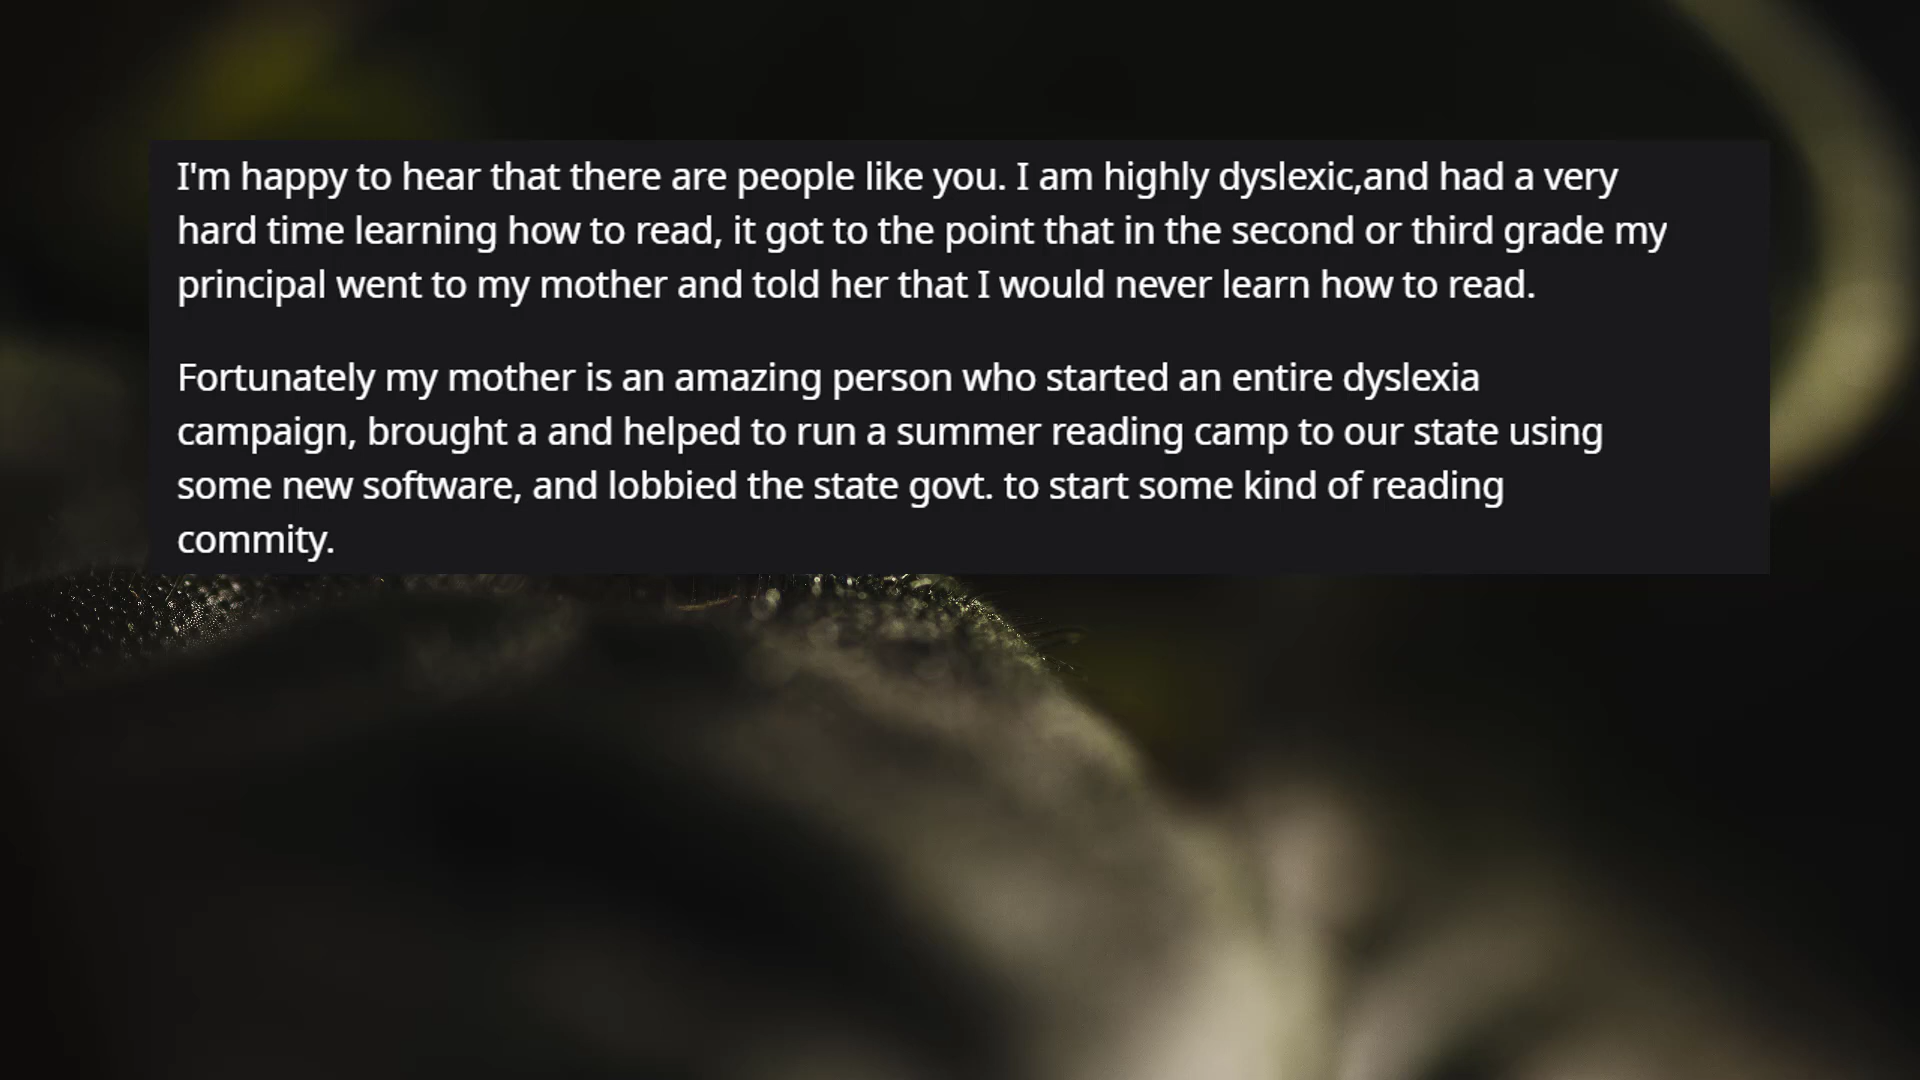 I'm happy to hear that there are people like you. I am highly dyslexic,and had a very
hard time learning how to read, it got to the point that in the second or third grade my
principal went to my mother and told her that I would never learn how to read.
Fortunately my mother is an amazing person who started an entire dyslexia
campaign, brought a and helped to run a summer reading camp to our state using
some new software, and lobbied the state govt. to start some kind of reading
commity.